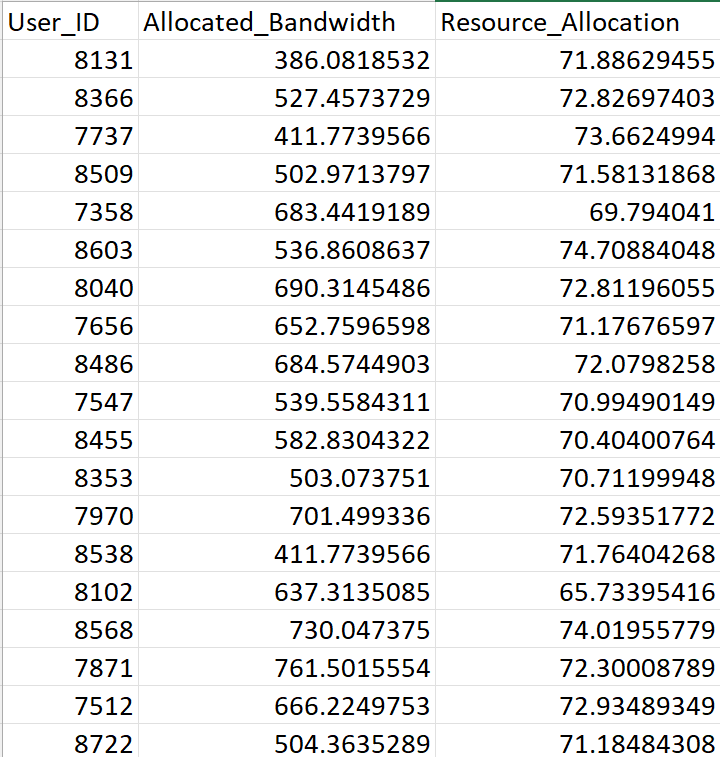 User_ID Allocated_Bandwidth Resource_Allocation
8131 386.0818532 71.88629455
8366 527.4573729 72.82697403
7737 411.7739566 73.6624994
8509 502.9713797 71.58131868
7358 683.4419189 69.794041
8603 536.8608637 74.70884048
8040 690.3145486 72.81196055
7656 652.7596598 71.17676597
8486 684.5744903 72.0798258
7547 539.5584311 70.99490149
8455 582.8304322 70.40400764
8353 503.073751 70.71199948
7970 701.499336 72.59351772
8538 411.7739566 71.76404268
8102 637.3135085 65.73395416
8568 730.047375 74.01955779
7871 761.5015554 72.30008789
7512 666.2249753 72.93489349
8722 504.3635289 71.18484308